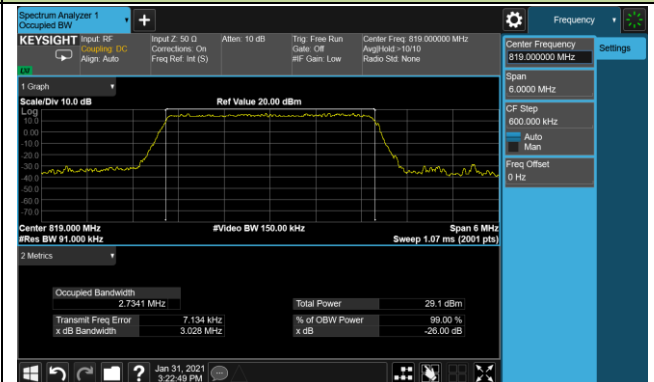 Spectrum Analyzer 1
Occupied BW
Frequency
KEYSIGHT
Input: RF
Coupling: DC
Align: Auto
Input Z: 50 Ω
Corrections: On
Freq Ref: Int (S)
Atten: 10 dB
Trig: Free Run
Gate: Off
#IF Gain: Low
Center Freq: 819.000000 MHz
Avg|Hold:>10/10
Radio Std: None
LV
Center Frequency
819.000000 MHz
Settings
Span
6.0000 MHz
CF Step
600.000 kHz
Auto
Man
Freq Offset
0 Hz
1 Graph
Scale/Div 10.0 dB
Ref Value 20.00 dBm
Log
10.0
0.00
-10.0
-20.0
-30.0
-40.0
-50.0
-60.0
-70.0
Center 819.000 MHz
#Video BW 150.00 kHz
Span 6 MHz
#Res BW 91.000 kHz
Sweep 1.07 ms (2001 pts)
2 Metrics
Occupied Bandwidth
2.7341 MHz
Total Power 29.1 dBm
Transmit Freq Error 7.134 kHz
% of OBW Power 99.00 %
x dB Bandwidth 3.028 MHz
x dB -26.00 dB
Jan 31, 2021
3:22:49 PM